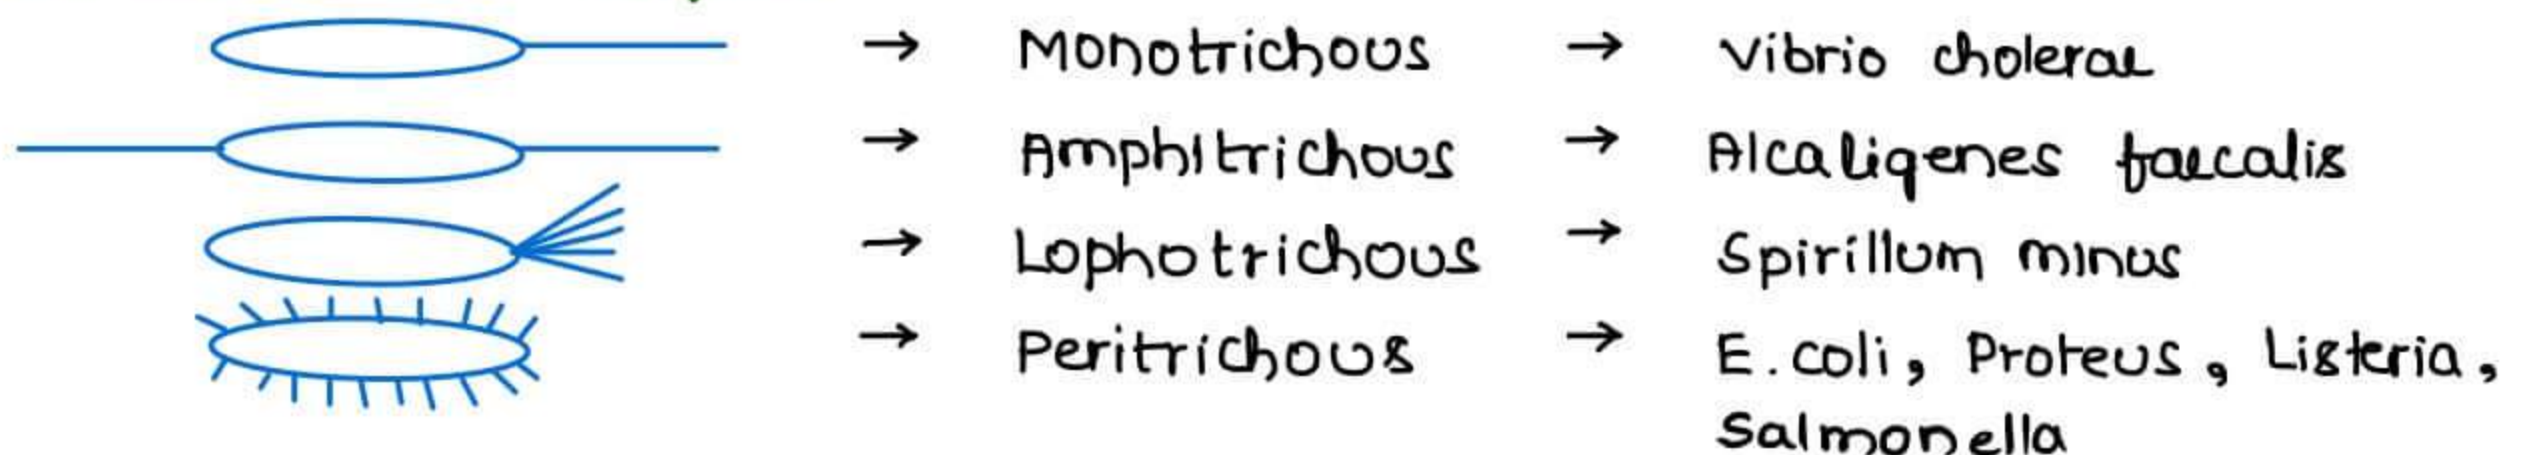 → Monotrichous → Vibrio cholerae
→ Amphitrichous → Alcaligenes faecalis
→ Lophotrichous → Spirillum minus
→ Peritrichous → E.coli, Proteus, Listeria,
Salmonella